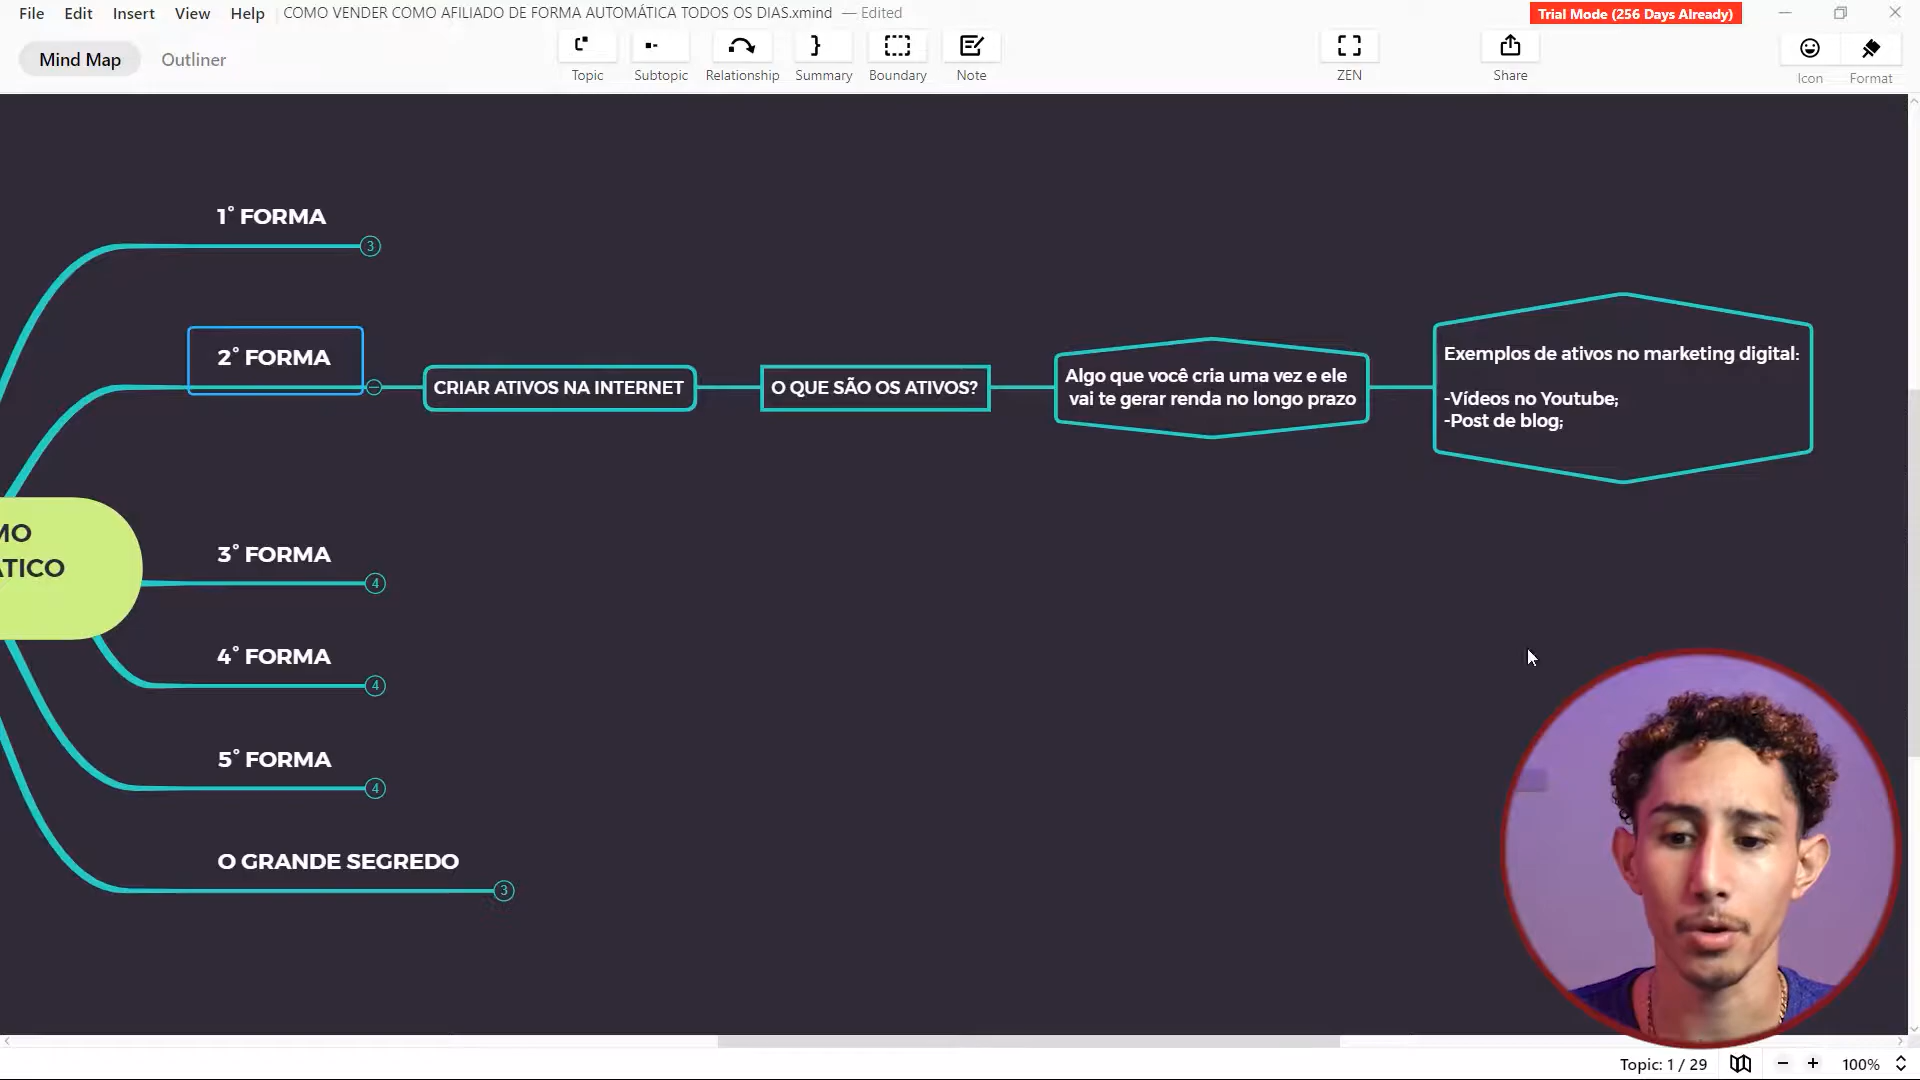 File Edit Insert View Help COMO VENDER COMO AFILIADO DE FORMA AUTOMÁTICA TODOS OS DIAS.xmind — Edited
Trial Mode (256 Days Already)
Mind Map Outliner
Topic Subtopic Relationship Summary Boundary Note ZEN Share Icon Format
1° FORMA
3
2° FORMA
CRIAR ATIVOS NA INTERNET
O QUE SÃO OS ATIVOS?
Algo que você cria uma vez e ele
vai te gerar renda no longo prazo
Exemplos de ativos no marketing digital:
-Vídeos no Youtube;
-Post de blog;
MO
ATICO
3° FORMA
4
4° FORMA
4
5° FORMA
4
O GRANDE SEGREDO
3
Topic: 1 / 29 100%